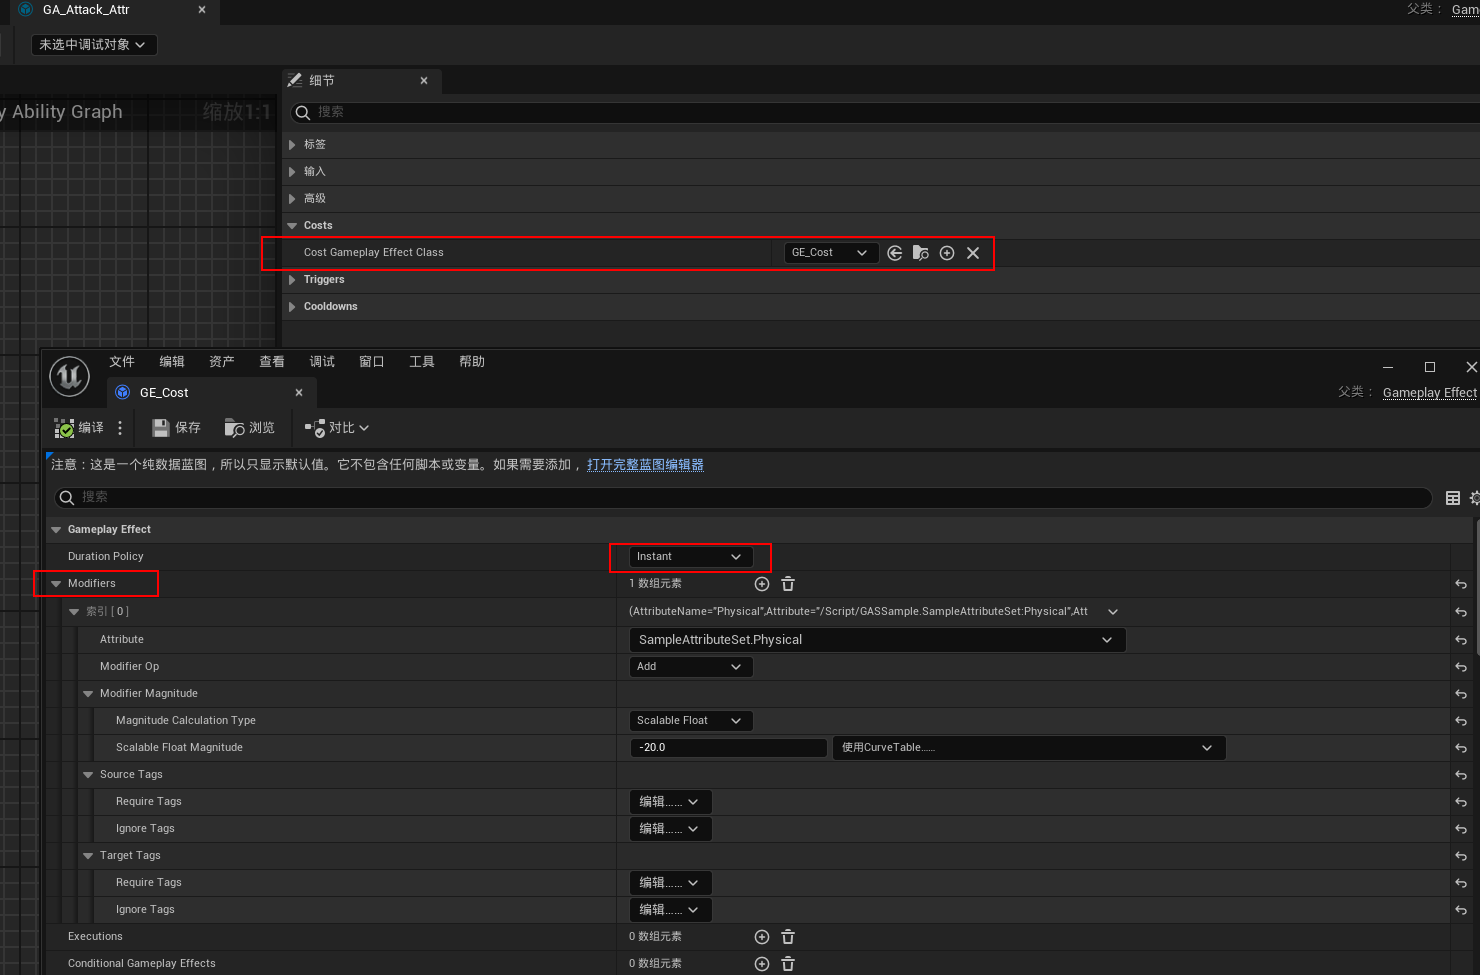 GA_Attack_Attr
父类：
Gam
未选中调试对象
细节
y Ability Graph
缩放1:1
搜索
标签
输入
高级
Costs
Cost Gameplay Effect Class
GE_Cost
Triggers
Cooldowns
文件 编辑 资产 查看 调试 窗口 工具 帮助
GE_Cost
父类：
Gameplay Effect
编译
保存
浏览
对比
注意：这是一个纯数据蓝图，所以只显示默认值。它不包含任何脚本或变量。如果需要添加，打开完整蓝图编辑器
搜索
Gameplay Effect
Duration Policy
Instant
Modifiers
1 数组元素
索引 [ 0 ]
(AttributeName="Physical",Attribute="/Script/GASSample.SampleAttributeSet:Physical",Att
Attribute
SampleAttributeSet.Physical
Modifier Op
Add
Modifier Magnitude
Magnitude Calculation Type
Scalable Float
Scalable Float Magnitude
-20.0
使用CurveTable……
Source Tags
Require Tags
编辑……
Ignore Tags
编辑……
Target Tags
Require Tags
编辑……
Ignore Tags
编辑……
Executions
0 数组元素
Conditional Gameplay Effects
0 数组元素